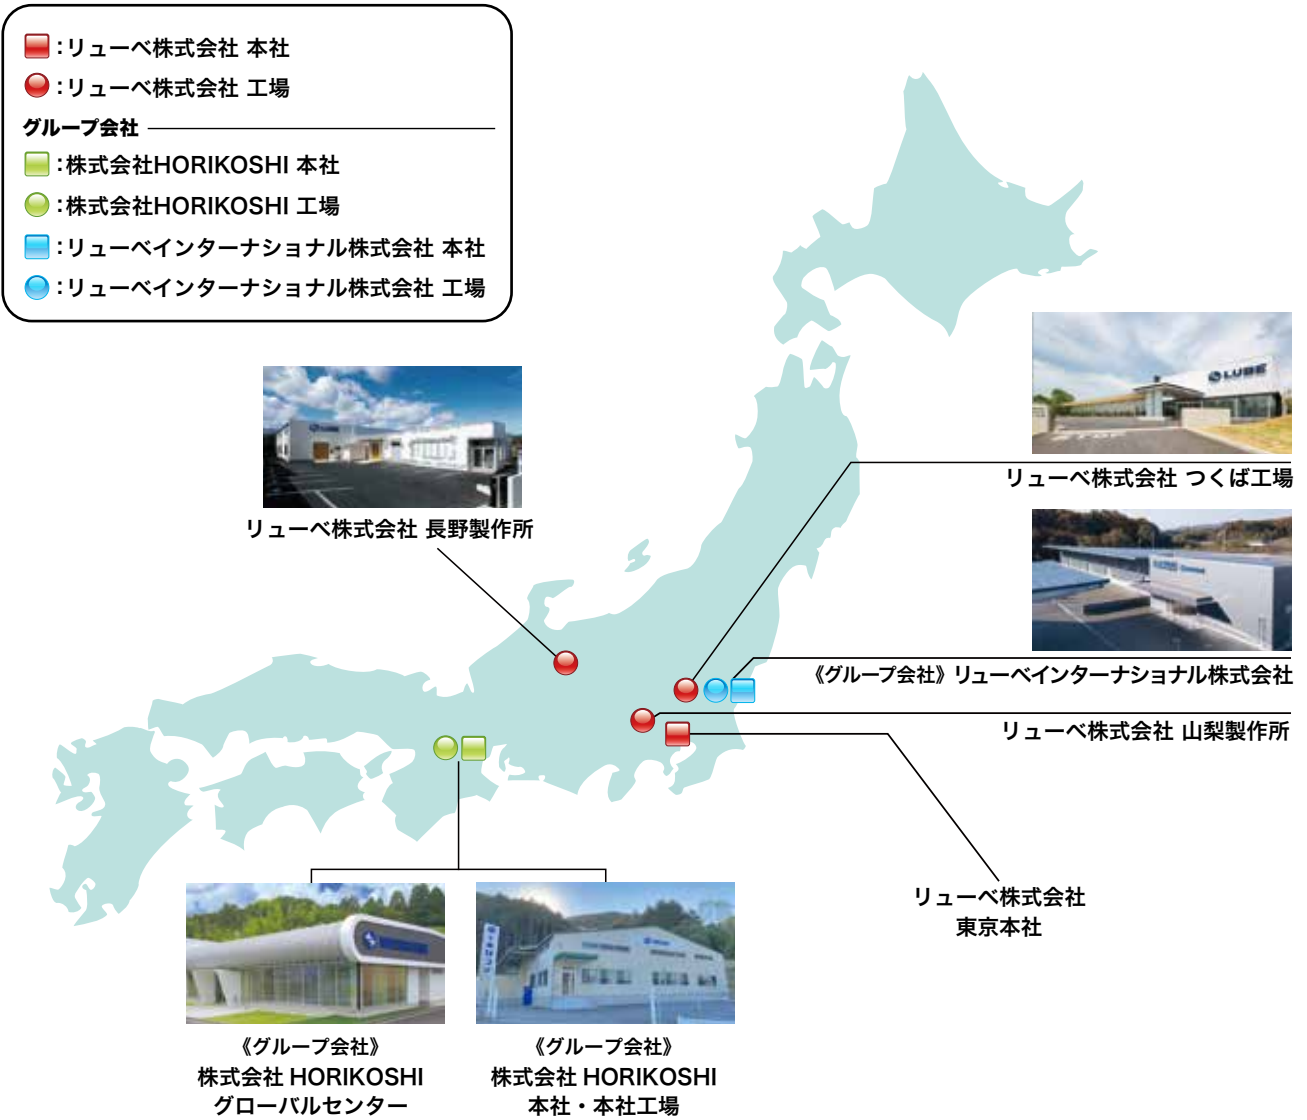 :リューベ株式会社 本社
:リューベ株式会社 工場
グループ会社
:株式会社HORIKOSHI 本社
:株式会社HORIKOSHI 工場
:リューベインターナショナル株式会社 本社
:リューベインターナショナル株式会社 工場
LUBE
リューベ株式会社 つくば工場
リューベ株式会社 長野製作所
《グループ会社》リューベインターナショナル株式会社
リューベ株式会社 山梨製作所
リューベ株式会社
東京本社
《グループ会社》
株式会社 HORIKOSHI
グローバルセンター
《グループ会社》
株式会社 HORIKOSHI
本社・本社工場